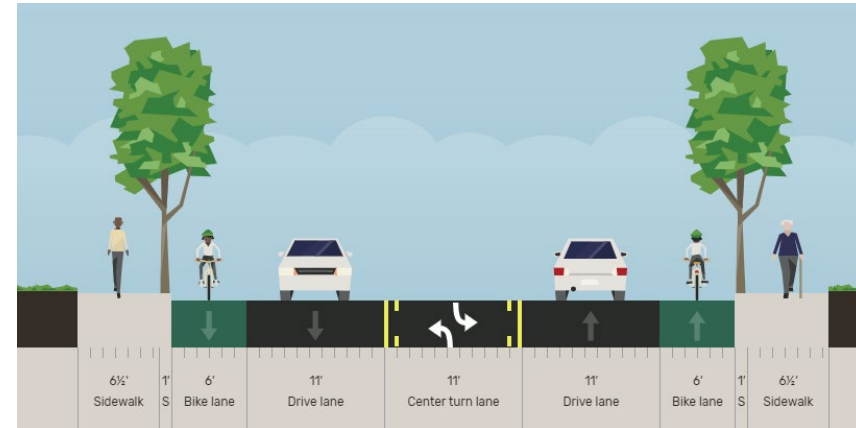 6½' 1' 6' 11' 11' 11' 6' 1' 6½'
Sidewalk S Bike lane Drive lane Center turn lane Drive lane Bike lane S Sidewalk